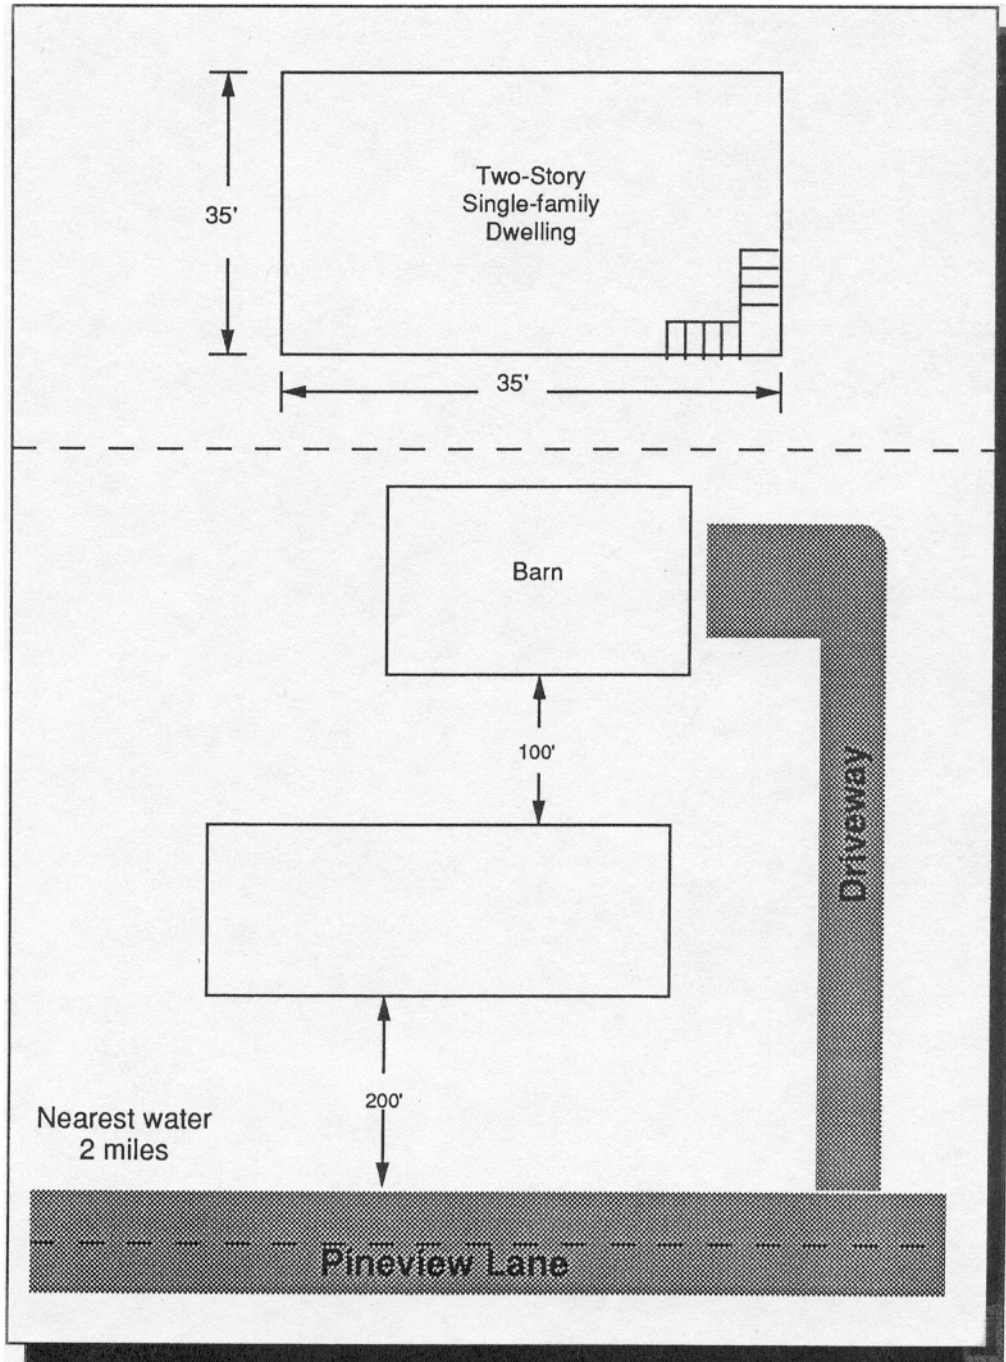 Two-Story
Single-family
Dwelling
35'
35'
Barn
100'
Driveway
200'
Nearest water
2 miles
Pineview Lane